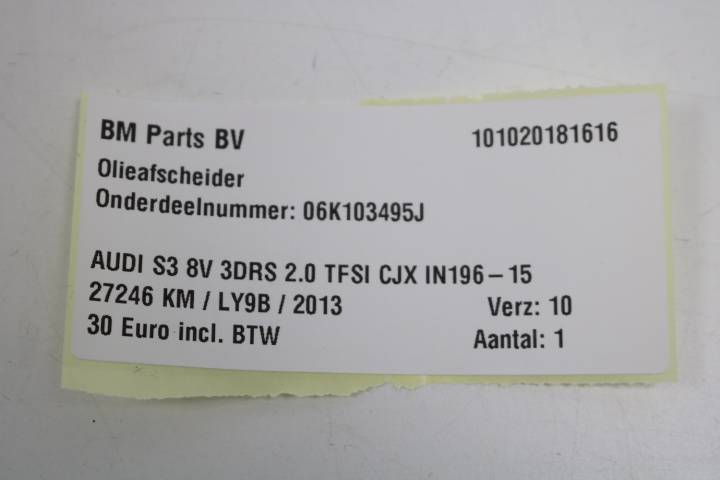 BM Parts BV 101020181616
Olieafscheider
Onderdeelnummer: 06K103495J
AUDI S3 8V 3DRS 2.0 TFSI CJX IN196-15
27246 KM / LY9B / 2013 Verz: 10
30 Euro incl. BTW Aantal: 1